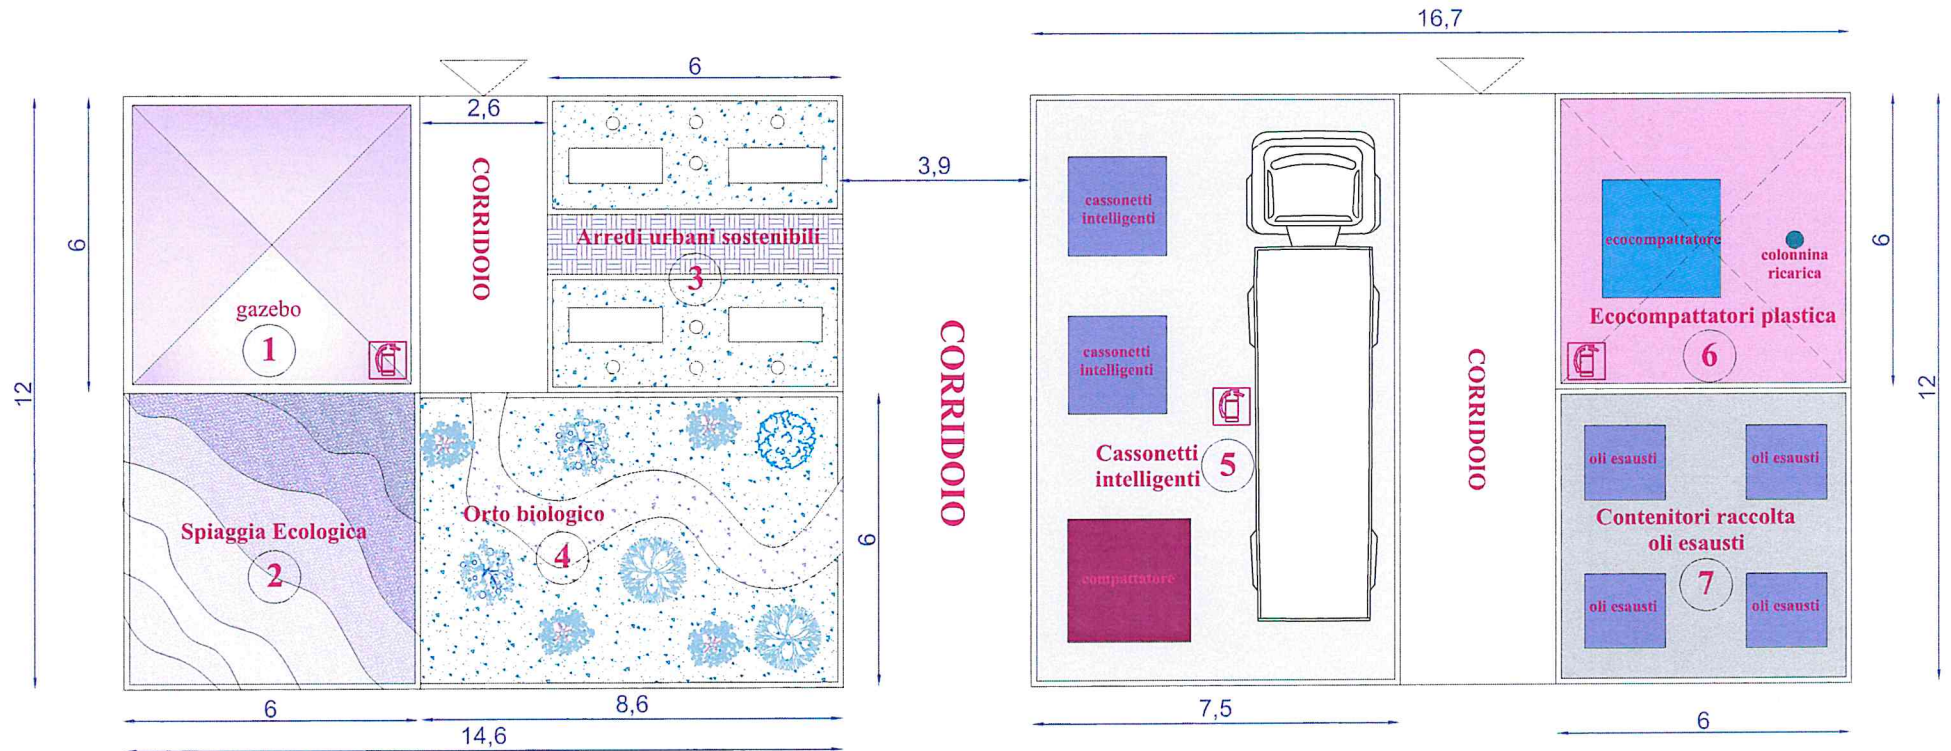 16,7
6
2,6
3,9
12
6
CORRIDOIO
gazebo
1
Arredi urbani sostenibili
3
Spiaggia Ecologica
2
Orto biologico
4
6
6
8,6
14,6
CORRIDOIO
cassonetti
intelligenti
cassonetti
intelligenti
Cassonetti
intelligenti
5
compattatore
7,5
CORRIDOIO
ecocompattatore
colonnina
ricarica
Ecocompattatori plastica
6
6
12
oli esausti
oli esausti
Contenitori raccolta
oli esausti
7
oli esausti
oli esausti
6